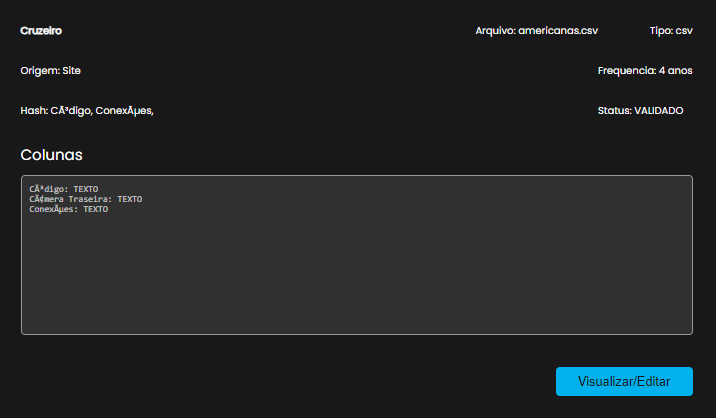 Cruzeiro Arquivo: americanas.csv Tipo: csv
Origem: Site Frequencia: 4 anos
Hash: CÃ³digo, ConexÃµes, Status: VALIDADO
Colunas
CÃ³digo: TEXTO
CÃ¢mera Traseira: TEXTO
ConexÃµes: TEXTO
Visualizar/Editar